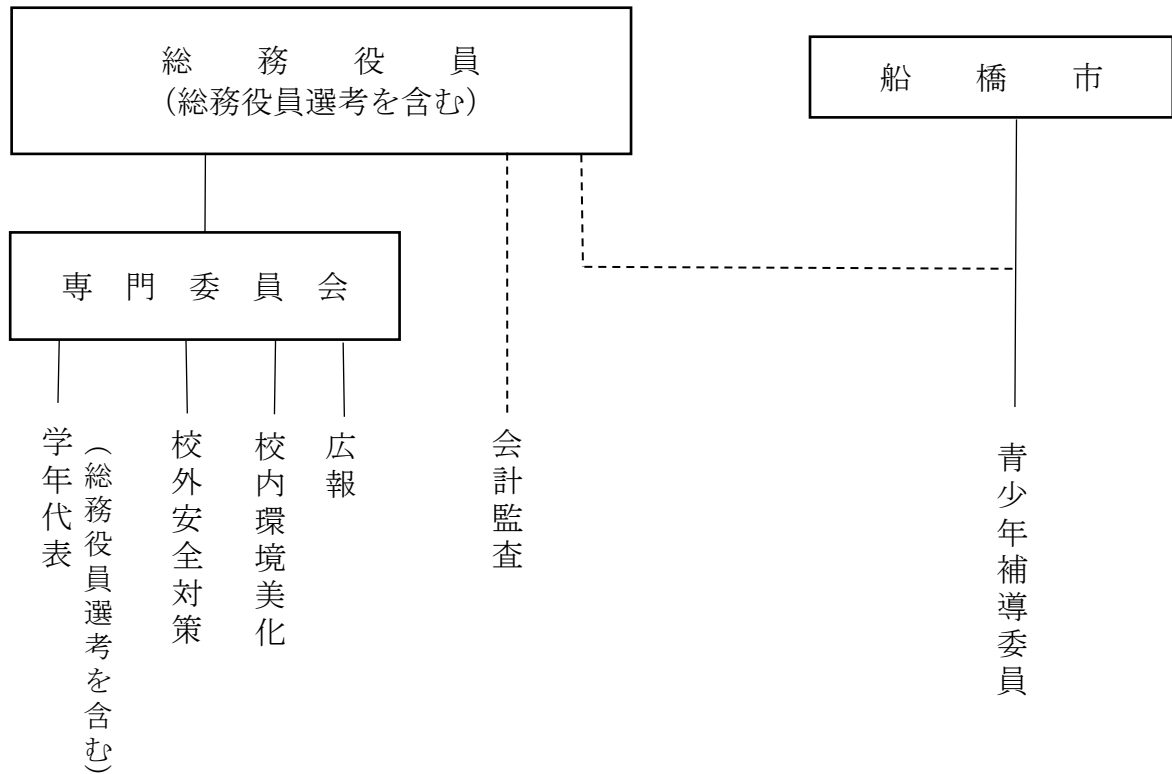 総務役員
(総務役員選考を含む)
船橋市
専門委員会
学年代表
(総務役員選考を含む)
校外安全対策
校内環境美化
広報
会計監査
青少年補導委員